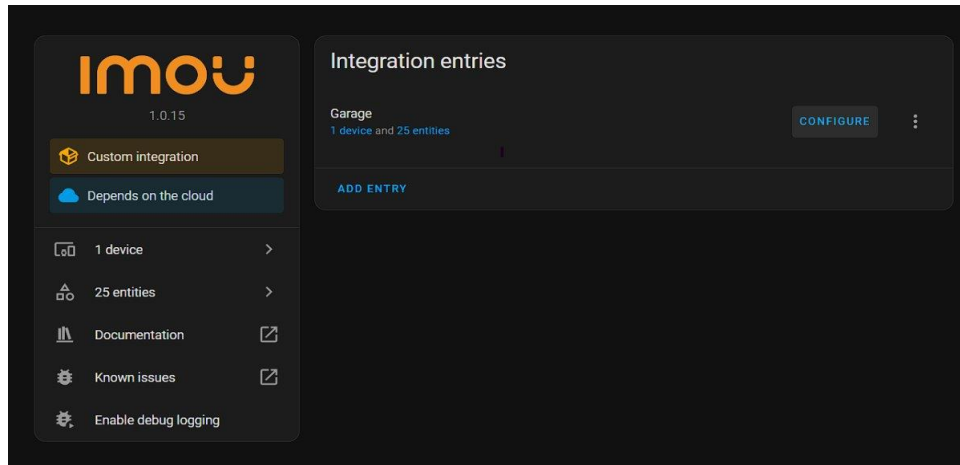 imou
1.0.15
Custom integration
Depends on the cloud
1 device
25 entities
Documentation
Known issues
Enable debug logging
Integration entries
Garage
1 device and 25 entities
CONFIGURE
ADD ENTRY